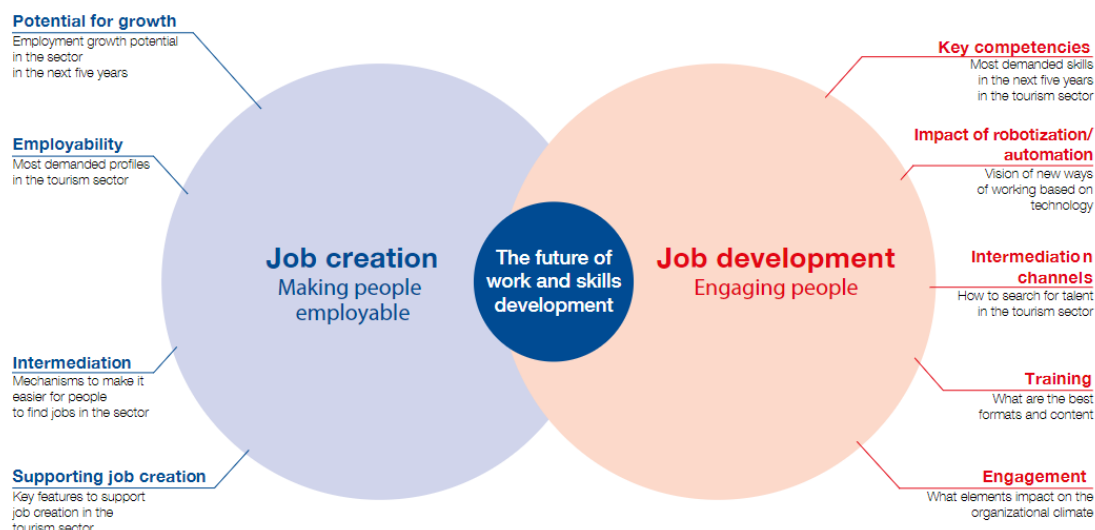 Potential for growth
Employment growth potential
in the sector
in the next five years
Employability
Most demanded profiles
in the tourism sector
Intermediation
Mechanisms to make it
easier for people
to find jobs in the sector
Supporting job creation
Key features to support
job creation in the
tourism sector
Job creation
Making people
employable
The future of
work and skills
development
Job development
Engaging people
Key competencies
Most demanded skills
in the next five years
in the tourism sector
Impact of robotization/
automation
Vision of new ways
of working based on
technology
Intermediation
channels
How to search for talent
in the tourism sector
Training
What are the best
formats and content
Engagement
What elements impact on the
organizational climate